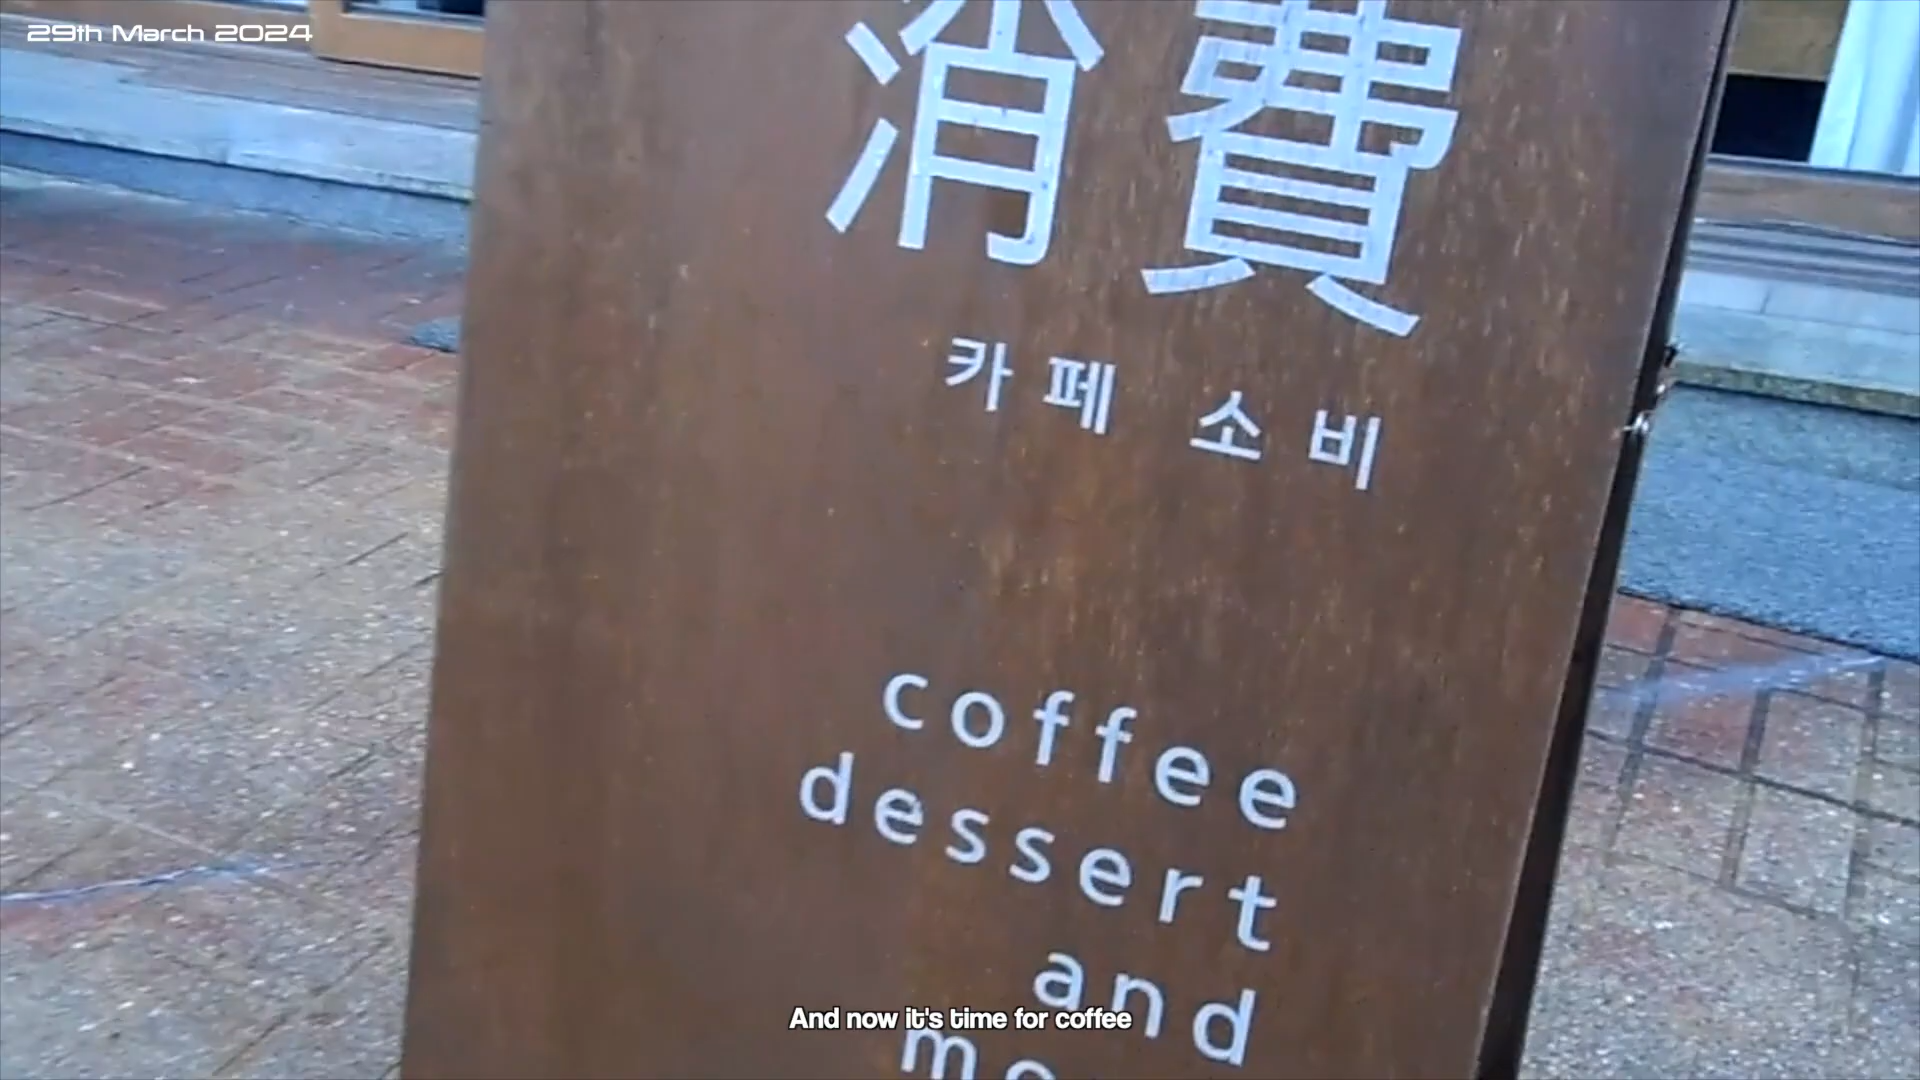 29th March 2024
消費
카페 소비
coffee
dessert
and
And now it's time for coffee